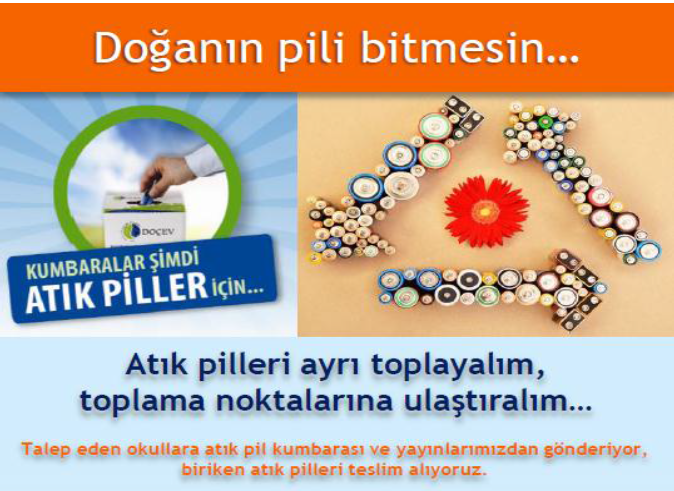 Doğanın pili bitmesin...
DOÇEV
KUMBARALAR ŞİMDİ
ATIK PİLLER İÇİN...
Atık pilleri ayrı toplayalım,
toplama noktalarına ulaştıralım...
Talep eden okullara atık pil kumbarası ve yayınlarımızdan gönderiyor,
biriken atık pilleri teslim alıyoruz.